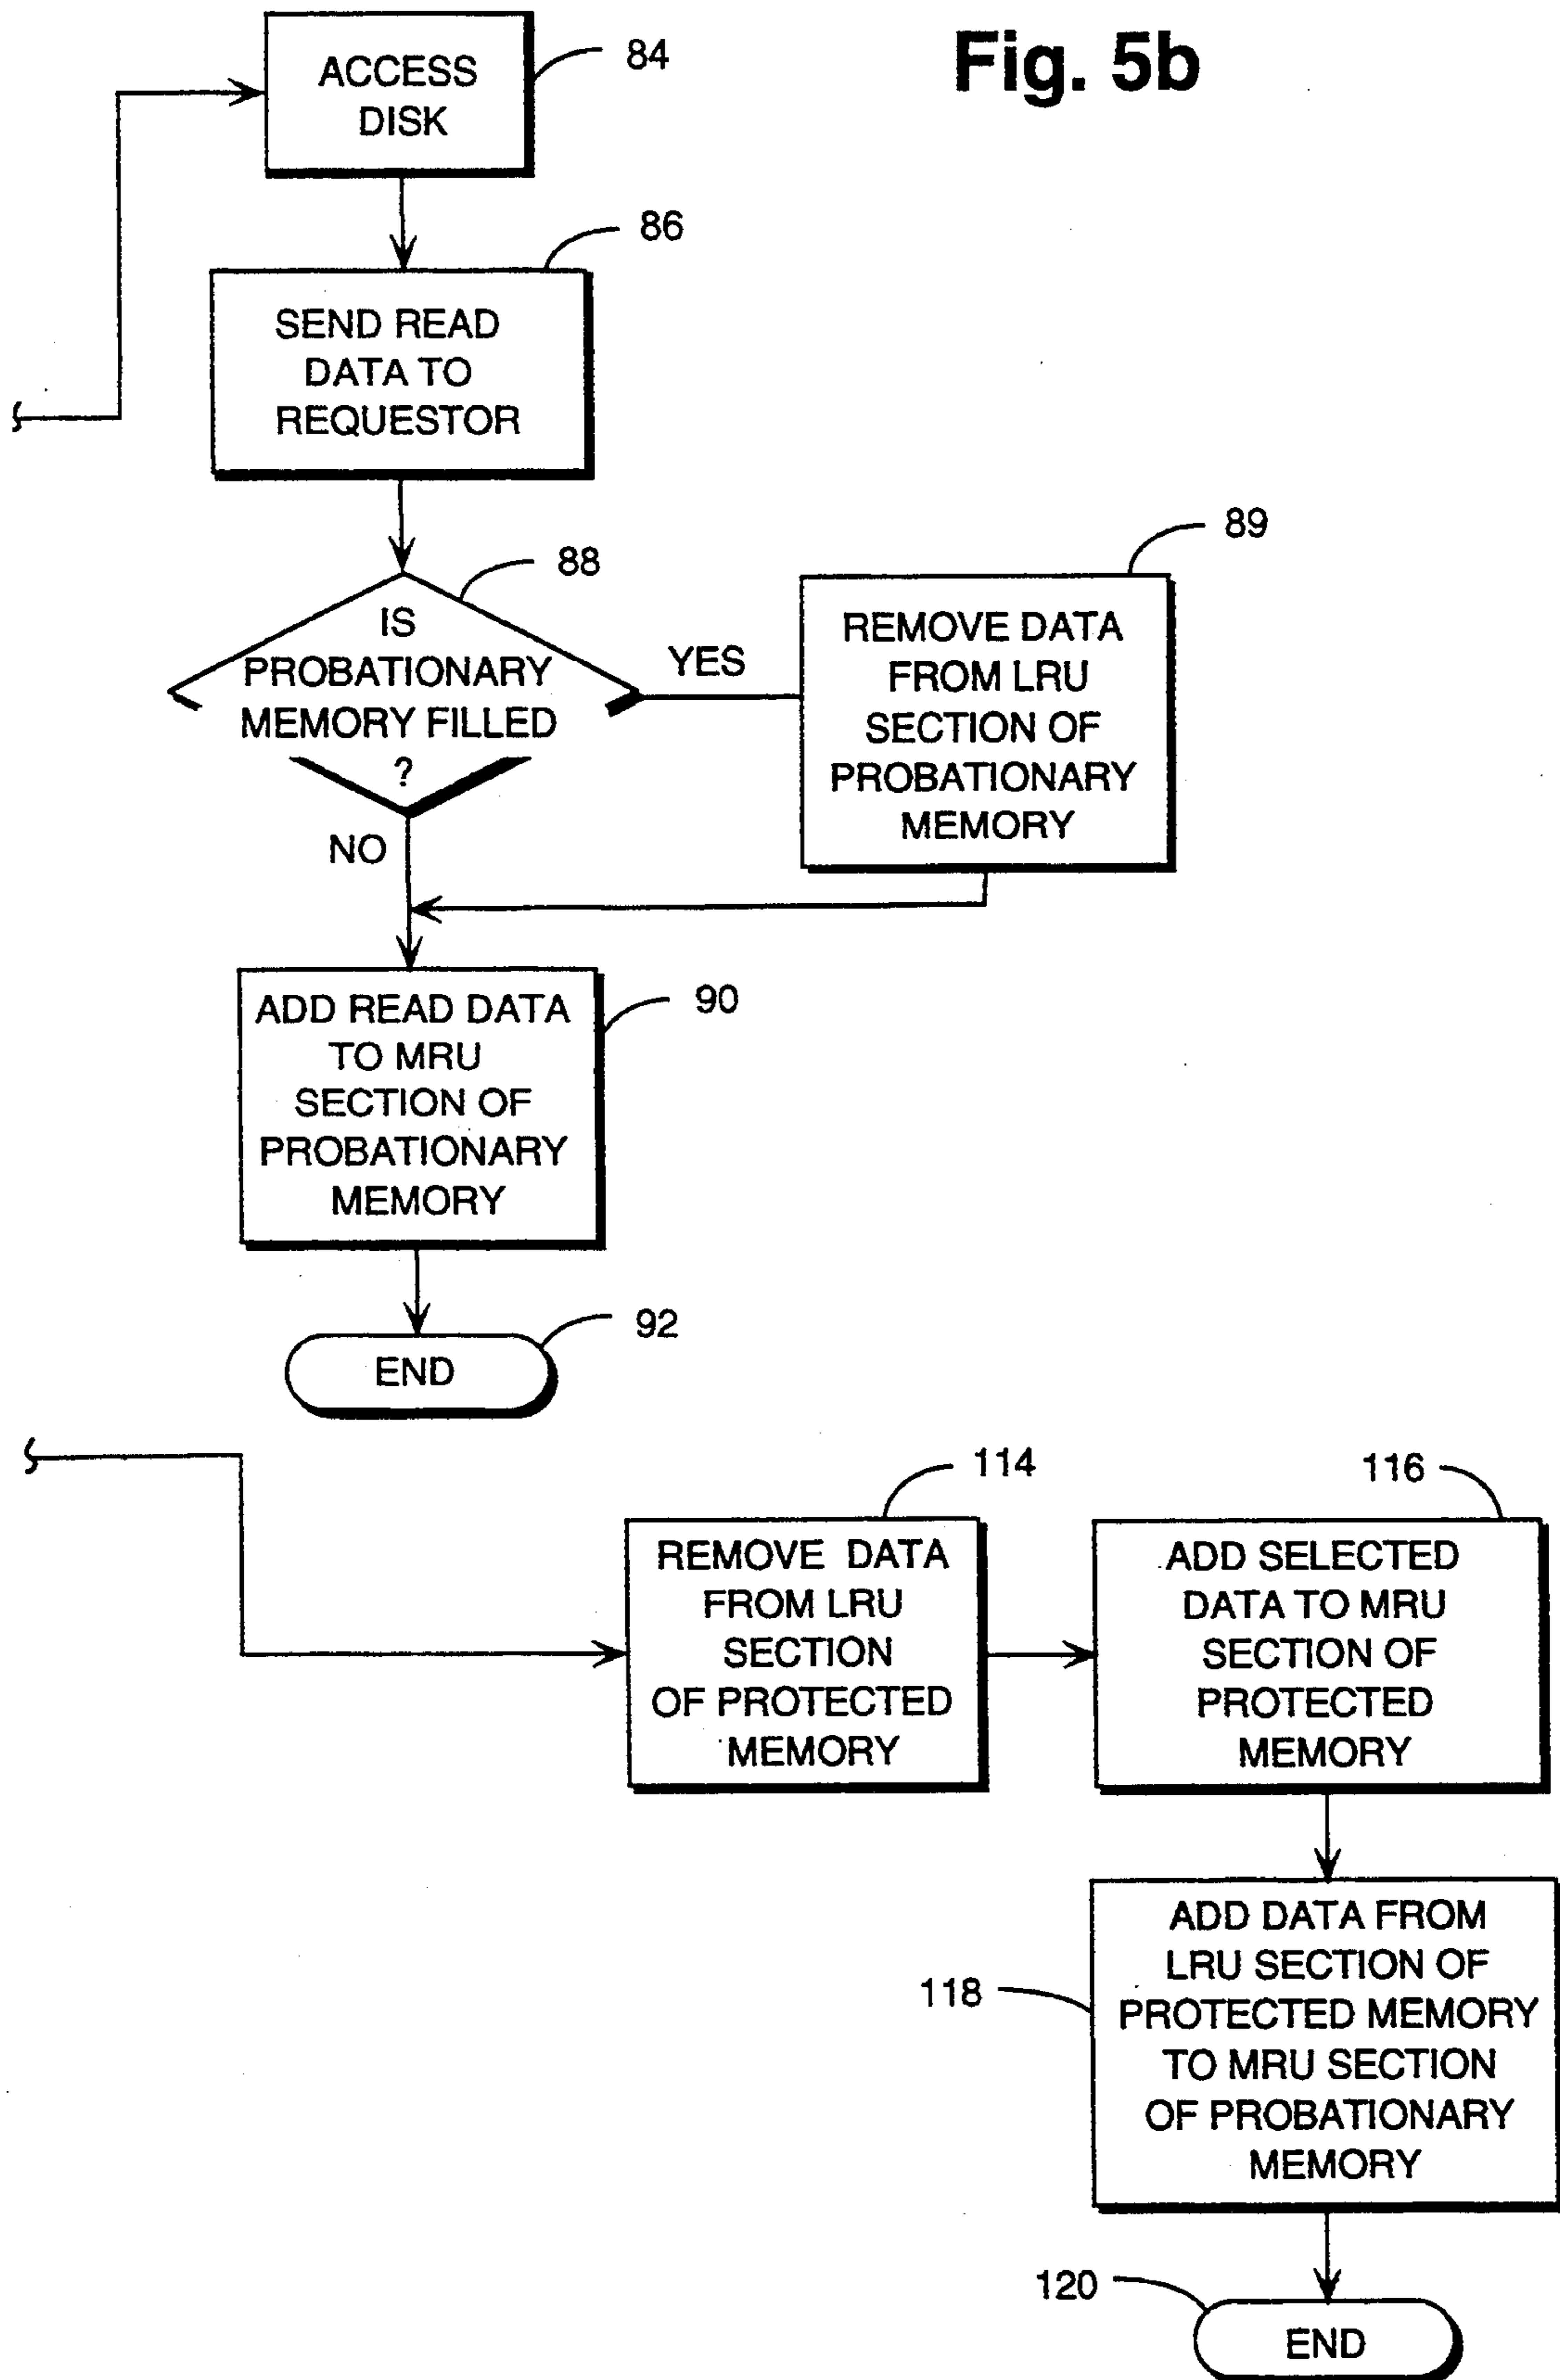 Fig. 5b
ACCESS
DISK
84
86
SEND READ
DATA TO
REQUESTOR
88
IS
PROBATIONARY
MEMORY FILLED
?
YES
NO
89
REMOVE DATA
FROM LRU
SECTION OF
PROBATIONARY
MEMORY
90
ADD READ DATA
TO MRU
SECTION OF
PROBATIONARY
MEMORY
92
END
114
REMOVE DATA
FROM LRU
SECTION
OF PROTECTED
MEMORY
116
ADD SELECTED
DATA TO MRU
SECTION OF
PROTECTED
MEMORY
118
ADD DATA FROM
LRU SECTION OF
PROTECTED MEMORY
TO MRU SECTION
OF PROBATIONARY
MEMORY
120
END